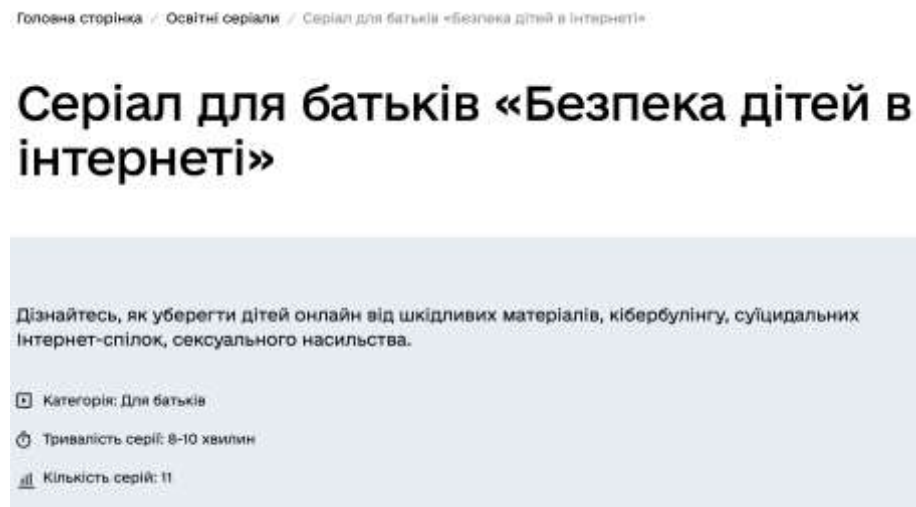 Головна сторінка / Освітні серіали / Серіал для батьків «Безпека дітей в інтернеті»
Серіал для батьків «Безпека дітей в
інтернеті»
Дізнайтесь, як уберегти дітей онлайн від шкідливих матеріалів, кібербулінгу, суїцидальних
Інтернет-спілок, сексуального насильства.
Категорія: Для батьків
Тривалість серії: 8-10 хвилин
Кількість серій: 11